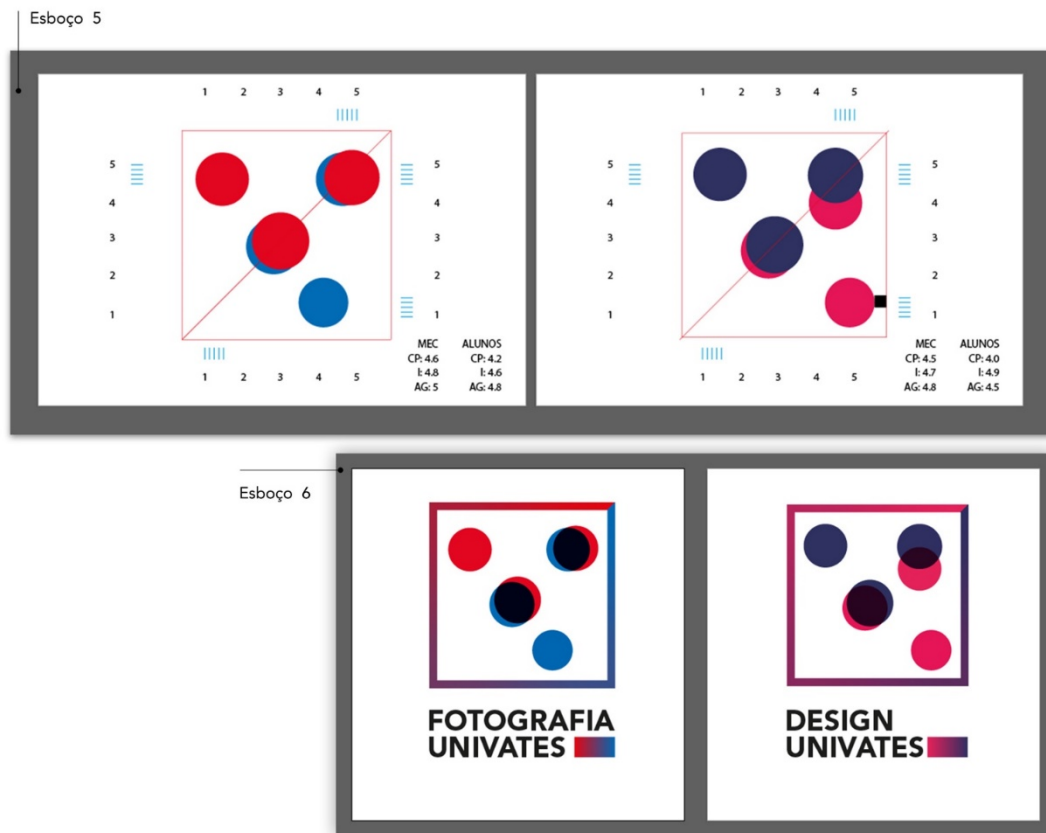 Esboço 5
1 2 3 4 5
5 5
4 4
3 3
2 2
1 1
1 2 3 4 5
MEC ALUNOS
CP: 4.6 CP: 4.2
I: 4.8 I: 4.6
AG: 5 AG: 4.8
1 2 3 4 5
5 5
4 4
3 3
2 2
1 1
1 2 3 4 5
MEC ALUNOS
CP: 4.5 CP: 4.0
I: 4.7 I: 4.9
AG: 4.8 AG: 4.5
Esboço 6
FOTOGRAFIA
UNIVATES
DESIGN
UNIVATES